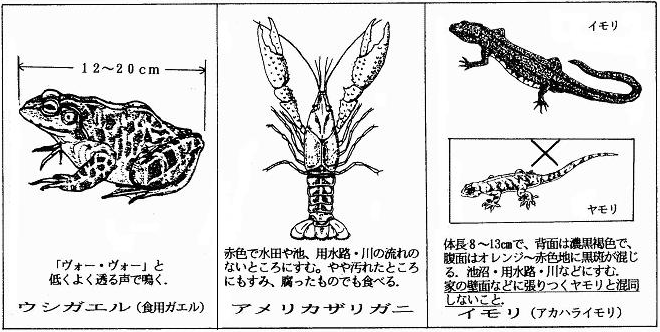 12～20cm
「ヴォー・ヴォー」と
低くよく透る声で鳴く.
ウシガエル(食用ガエル)
赤色で水田や池、用水路・川の流れの
ないところにすむ。やや汚れたところ
にもすみ、腐ったものでも食べる.
アメリカザリガニ
イモリ
ヤモリ
体長8～13cmで、背面は濃黒褐色で、
腹面はオレンジ～赤色地に黒斑が混じ
る．池沼・用水路・川などにすむ.
家の壁面などに張りつくヤモリと混同
しないこと.
イモリ(アカハライモリ)